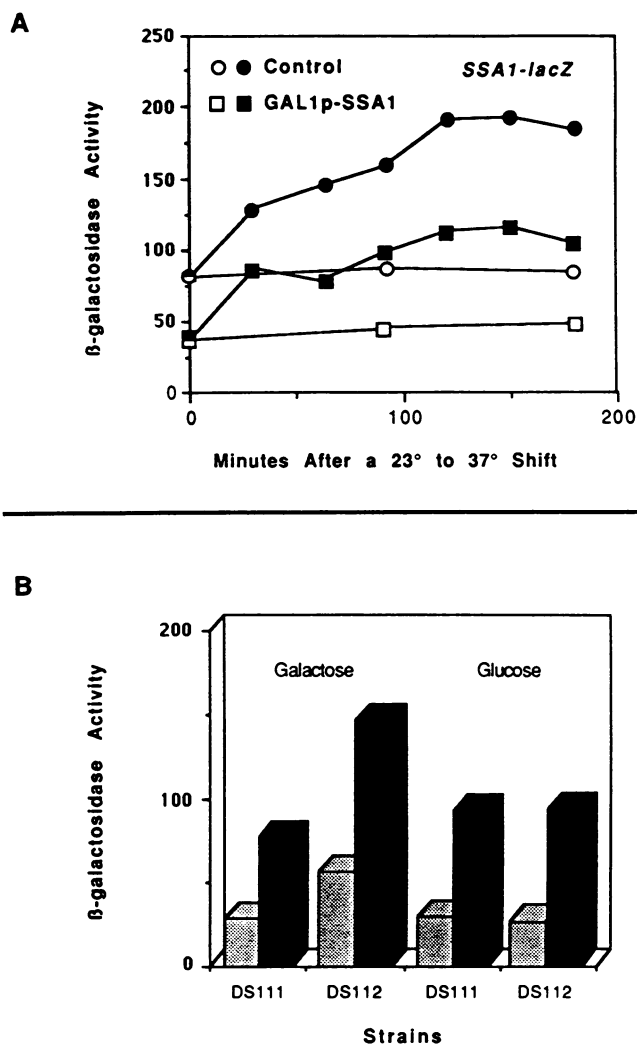 A
250
200
150
100
50
0
Control
SSA1-lacZ
GAL1p-SSA1
ß-galactosidase Activity
0 100 200
Minutes After a 23° to 37° Shift
B
200
100
0
Galactose Glucose
ß-galactosidase Activity
DS111 DS112 DS111 DS112
Strains